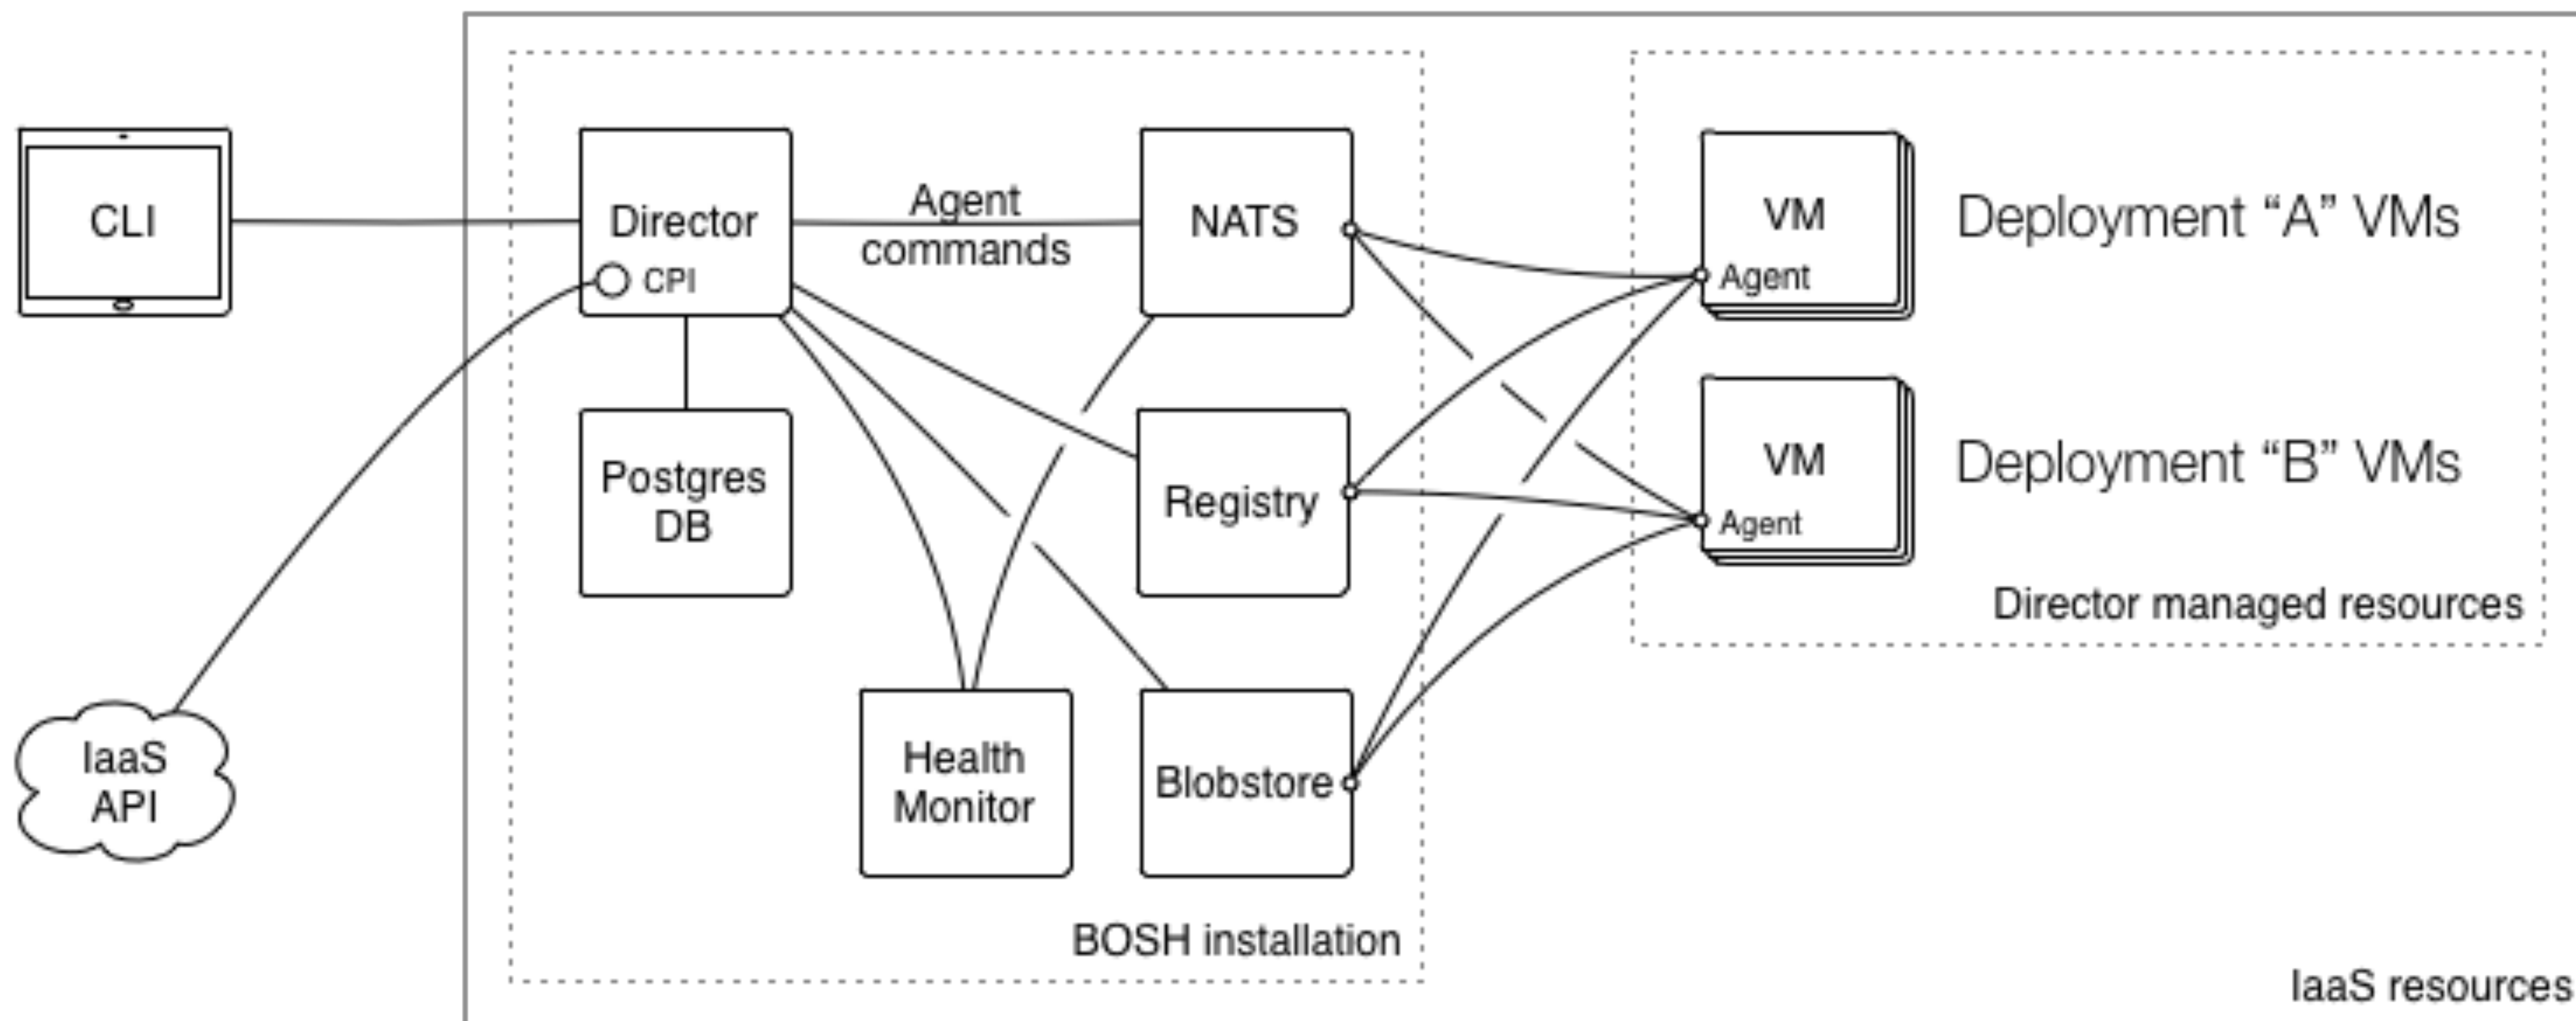 CLI
Director
CPI
Agent
commands
NATS
VM
Agent
Deployment “A” VMs
Postgres
DB
Registry
VM
Agent
Deployment “B” VMs
Director managed resources
IaaS
API
Health
Monitor
Blobstore
BOSH installation
IaaS resources